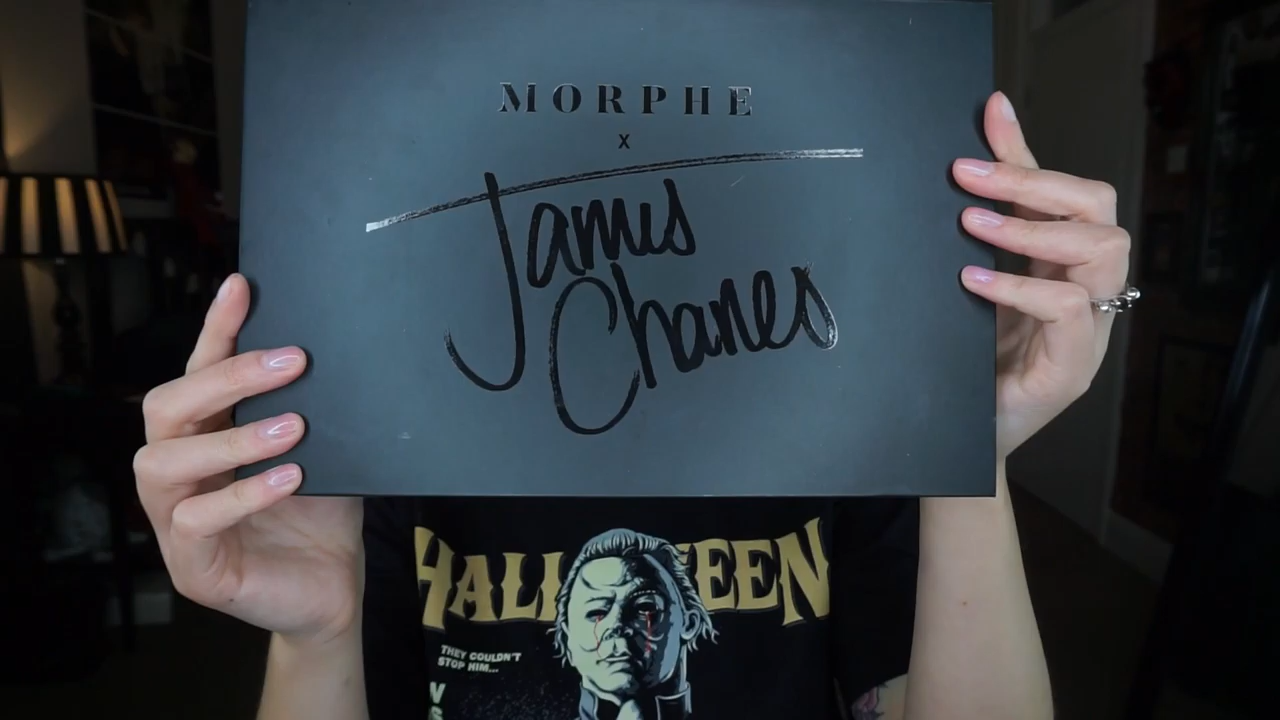 MORPHE
x
James
Charles
HALLOWEEN
THEY COULDN'T
STOP HIM...